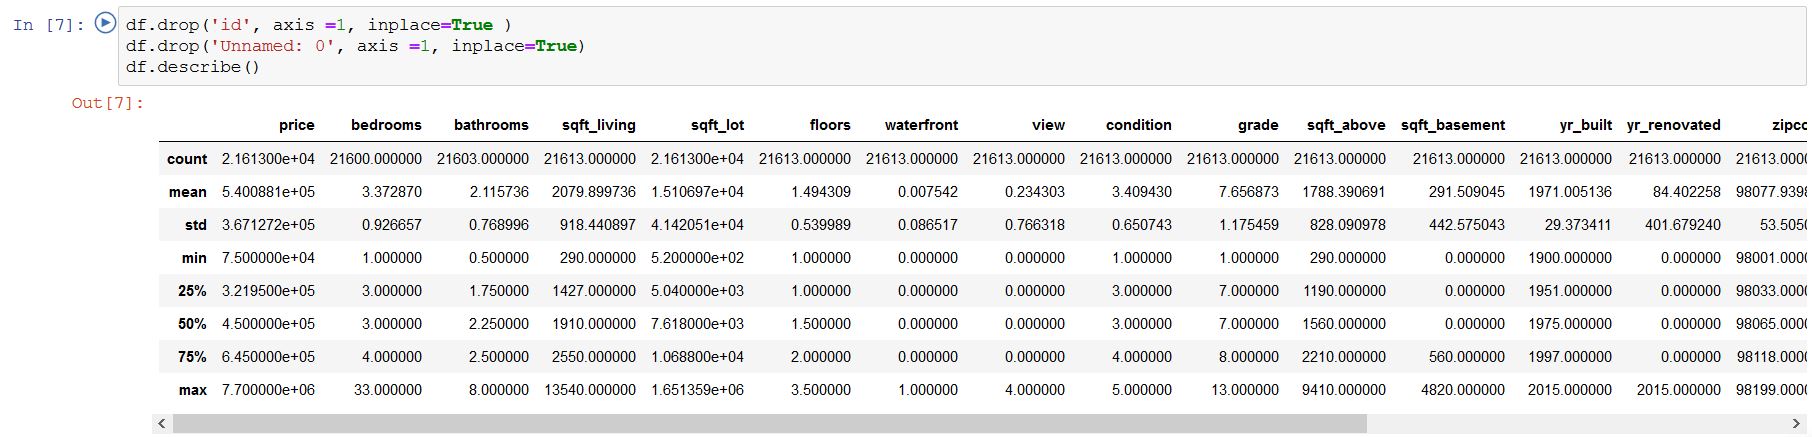 In [7]: df.drop('id', axis =1, inplace=True )
df.drop('Unnamed: 0', axis =1, inplace=True)
df.describe()
Out[7]:
price bedrooms bathrooms sqft_living sqft_lot floors waterfront view condition grade sqft_above sqft_basement yr_built yr_renovated zipco
count 2.161300e+04 21600.000000 21603.000000 21613.000000 2.161300e+04 21613.000000 21613.000000 21613.000000 21613.000000 21613.000000 21613.000000 21613.000000 21613.000000 21613.000000 21613.000
mean 5.400881e+05 3.372870 2.115736 2079.899736 1.510697e+04 1.494309 0.007542 0.234303 3.409430 7.656873 1788.390691 291.509045 1971.005136 84.402258 98077.939
std 3.671272e+05 0.926657 0.768996 918.440897 4.142051e+04 0.539989 0.086517 0.766318 0.650743 1.175459 828.090978 442.575043 29.373411 401.679240 53.505
min 7.500000e+04 1.000000 0.500000 290.000000 5.200000e+02 1.000000 0.000000 0.000000 1.000000 1.000000 290.000000 0.000000 1900.000000 0.000000 98001.000
25% 3.219500e+05 3.000000 1.750000 1427.000000 5.040000e+03 1.000000 0.000000 0.000000 3.000000 7.000000 1190.000000 0.000000 1951.000000 0.000000 98033.000
50% 4.500000e+05 3.000000 2.250000 1910.000000 7.618000e+03 1.500000 0.000000 0.000000 3.000000 7.000000 1560.000000 0.000000 1975.000000 0.000000 98065.000
75% 6.450000e+05 4.000000 2.500000 2550.000000 1.068800e+04 2.000000 0.000000 0.000000 4.000000 8.000000 2210.000000 560.000000 1997.000000 0.000000 98118.000
max 7.700000e+06 33.000000 8.000000 13540.000000 1.651359e+06 3.500000 1.000000 4.000000 5.000000 13.000000 9410.000000 4820.000000 2015.000000 2015.000000 98199.000